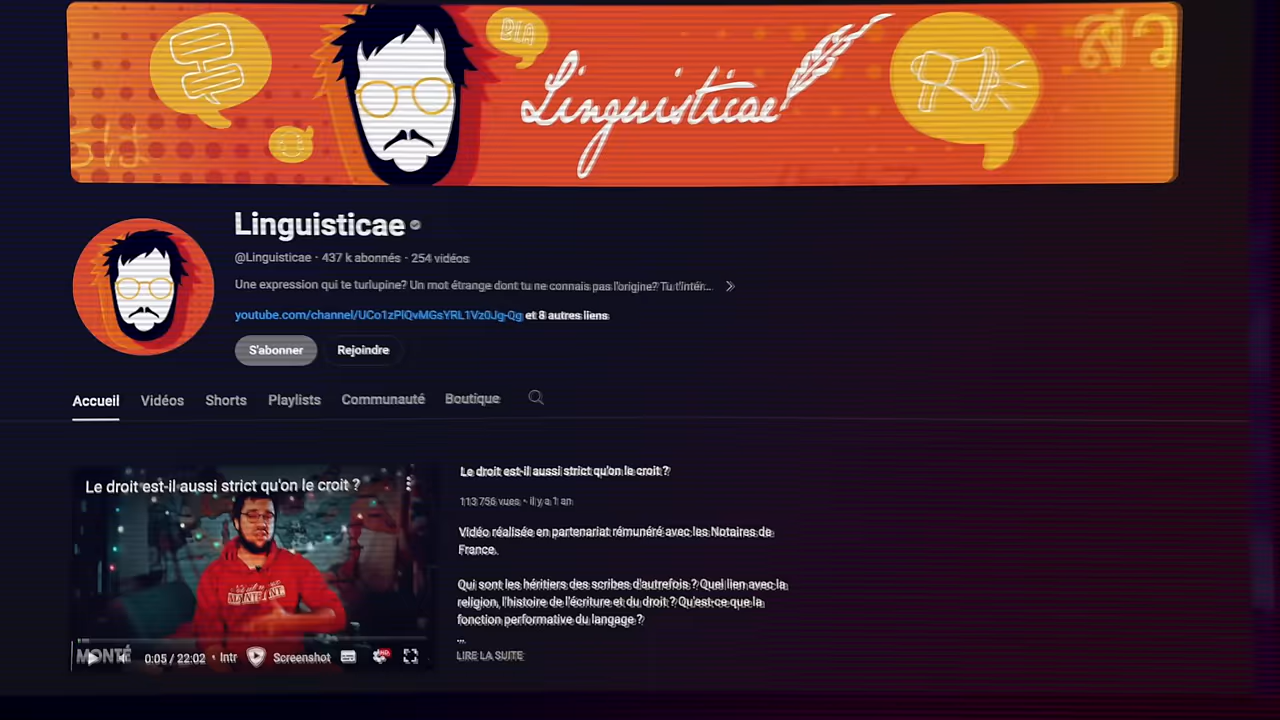 BLA
Linguisticae
สว
Linguisticae
@Linguisticae · 437 k abonnés · 254 vidéos
Une expression qui te turlupine? Un mot étrange dont tu ne connais pas l'origine? Tu t'intér...
youtube.com/channel/UCo1zPlQvMGsYRL1Vz0Jg-Qg et 8 autres liens
S'abonner
Rejoindre
Accueil
Vidéos
Shorts
Playlists
Communauté
Boutique
Le droit est-il aussi strict qu'on le croit ?
Le droit est-il aussi strict qu'on le croit ?
113 756 vues • il y a 1 an
Vidéo réalisée en partenariat rémunéré avec les Notaires de
France.
Qui sont les héritiers des scribes d'autrefois ? Quel lien avec la
religion, l'histoire de l'écriture et du droit ? Qu'est-ce que la
fonction performative du langage ?
...
LIRE LA SUITE
MONTÉ
0:05 / 22:02 • Intr
Screenshot